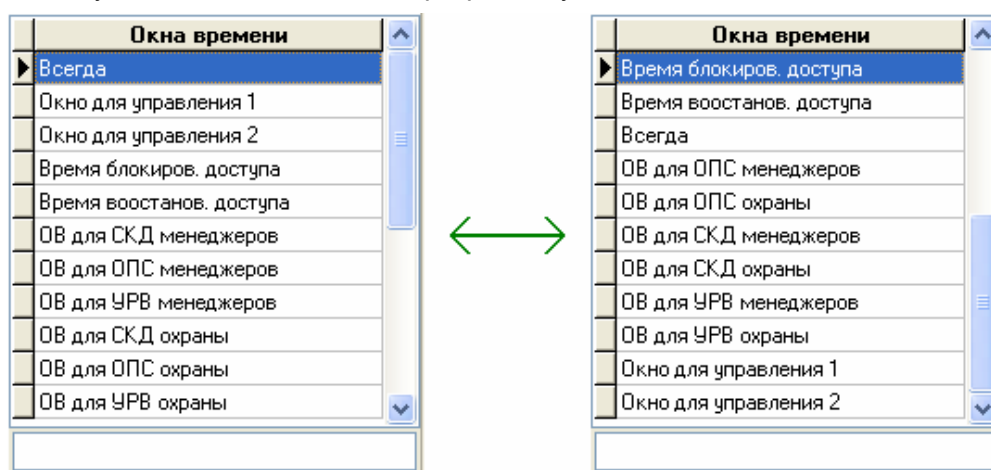 Окна времени
Всегда
Окно для управления 1
Окно для управления 2
Время блокиров. доступа
Время воостанов. доступа
ОВ для СКД менеджеров
ОВ для ОПС менеджеров
ОВ для УРВ менеджеров
ОВ для СКД охраны
ОВ для ОПС охраны
ОВ для УРВ охраны
Окна времени
Время блокиров. доступа
Время воостанов. доступа
Всегда
ОВ для ОПС менеджеров
ОВ для ОПС охраны
ОВ для СКД менеджеров
ОВ для СКД охраны
ОВ для УРВ менеджеров
ОВ для УРВ охраны
Окно для управления 1
Окно для управления 2